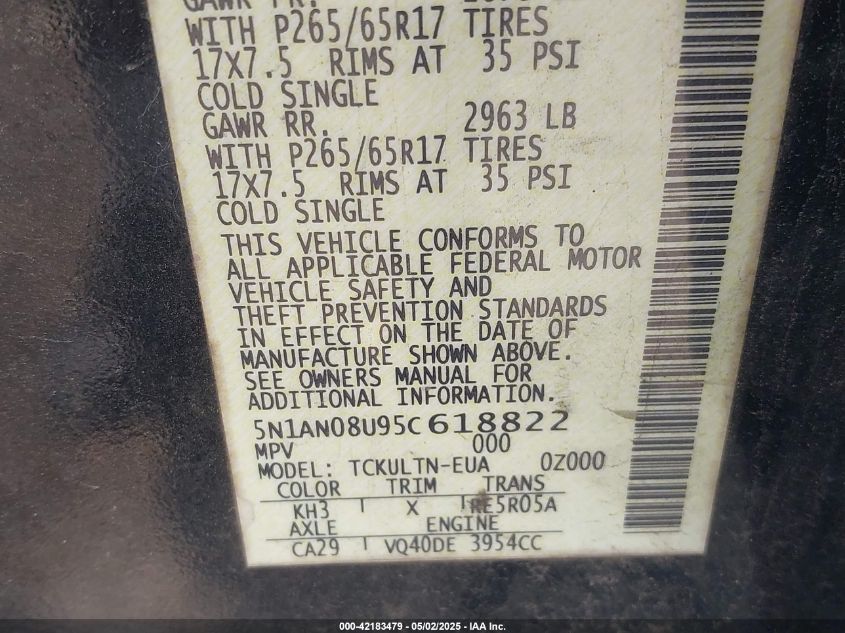 GAWR FR.
WITH P265/65R17 TIRES
17X7.5 RIMS AT 35 PSI
COLD SINGLE
GAWR RR. 2963 LB
WITH P265/65R17 TIRES
17X7.5 RIMS AT 35 PSI
COLD SINGLE
THIS VEHICLE CONFORMS TO
ALL APPLICABLE FEDERAL MOTOR
VEHICLE SAFETY AND
THEFT PREVENTION STANDARDS
IN EFFECT ON THE DATE OF
MANUFACTURE SHOWN ABOVE.
SEE OWNERS MANUAL FOR
ADDITIONAL INFORMATION.
5N1AN08U95C618822
MPV 000
MODEL: TCKULTN-EUA 0Z000
COLOR TRIM TRANS
KH3 X RE5R05A
AXLE ENGINE
CA29 VQ40DE 3954CC
000-42183479 - 05/02/2025 - IAA Inc.